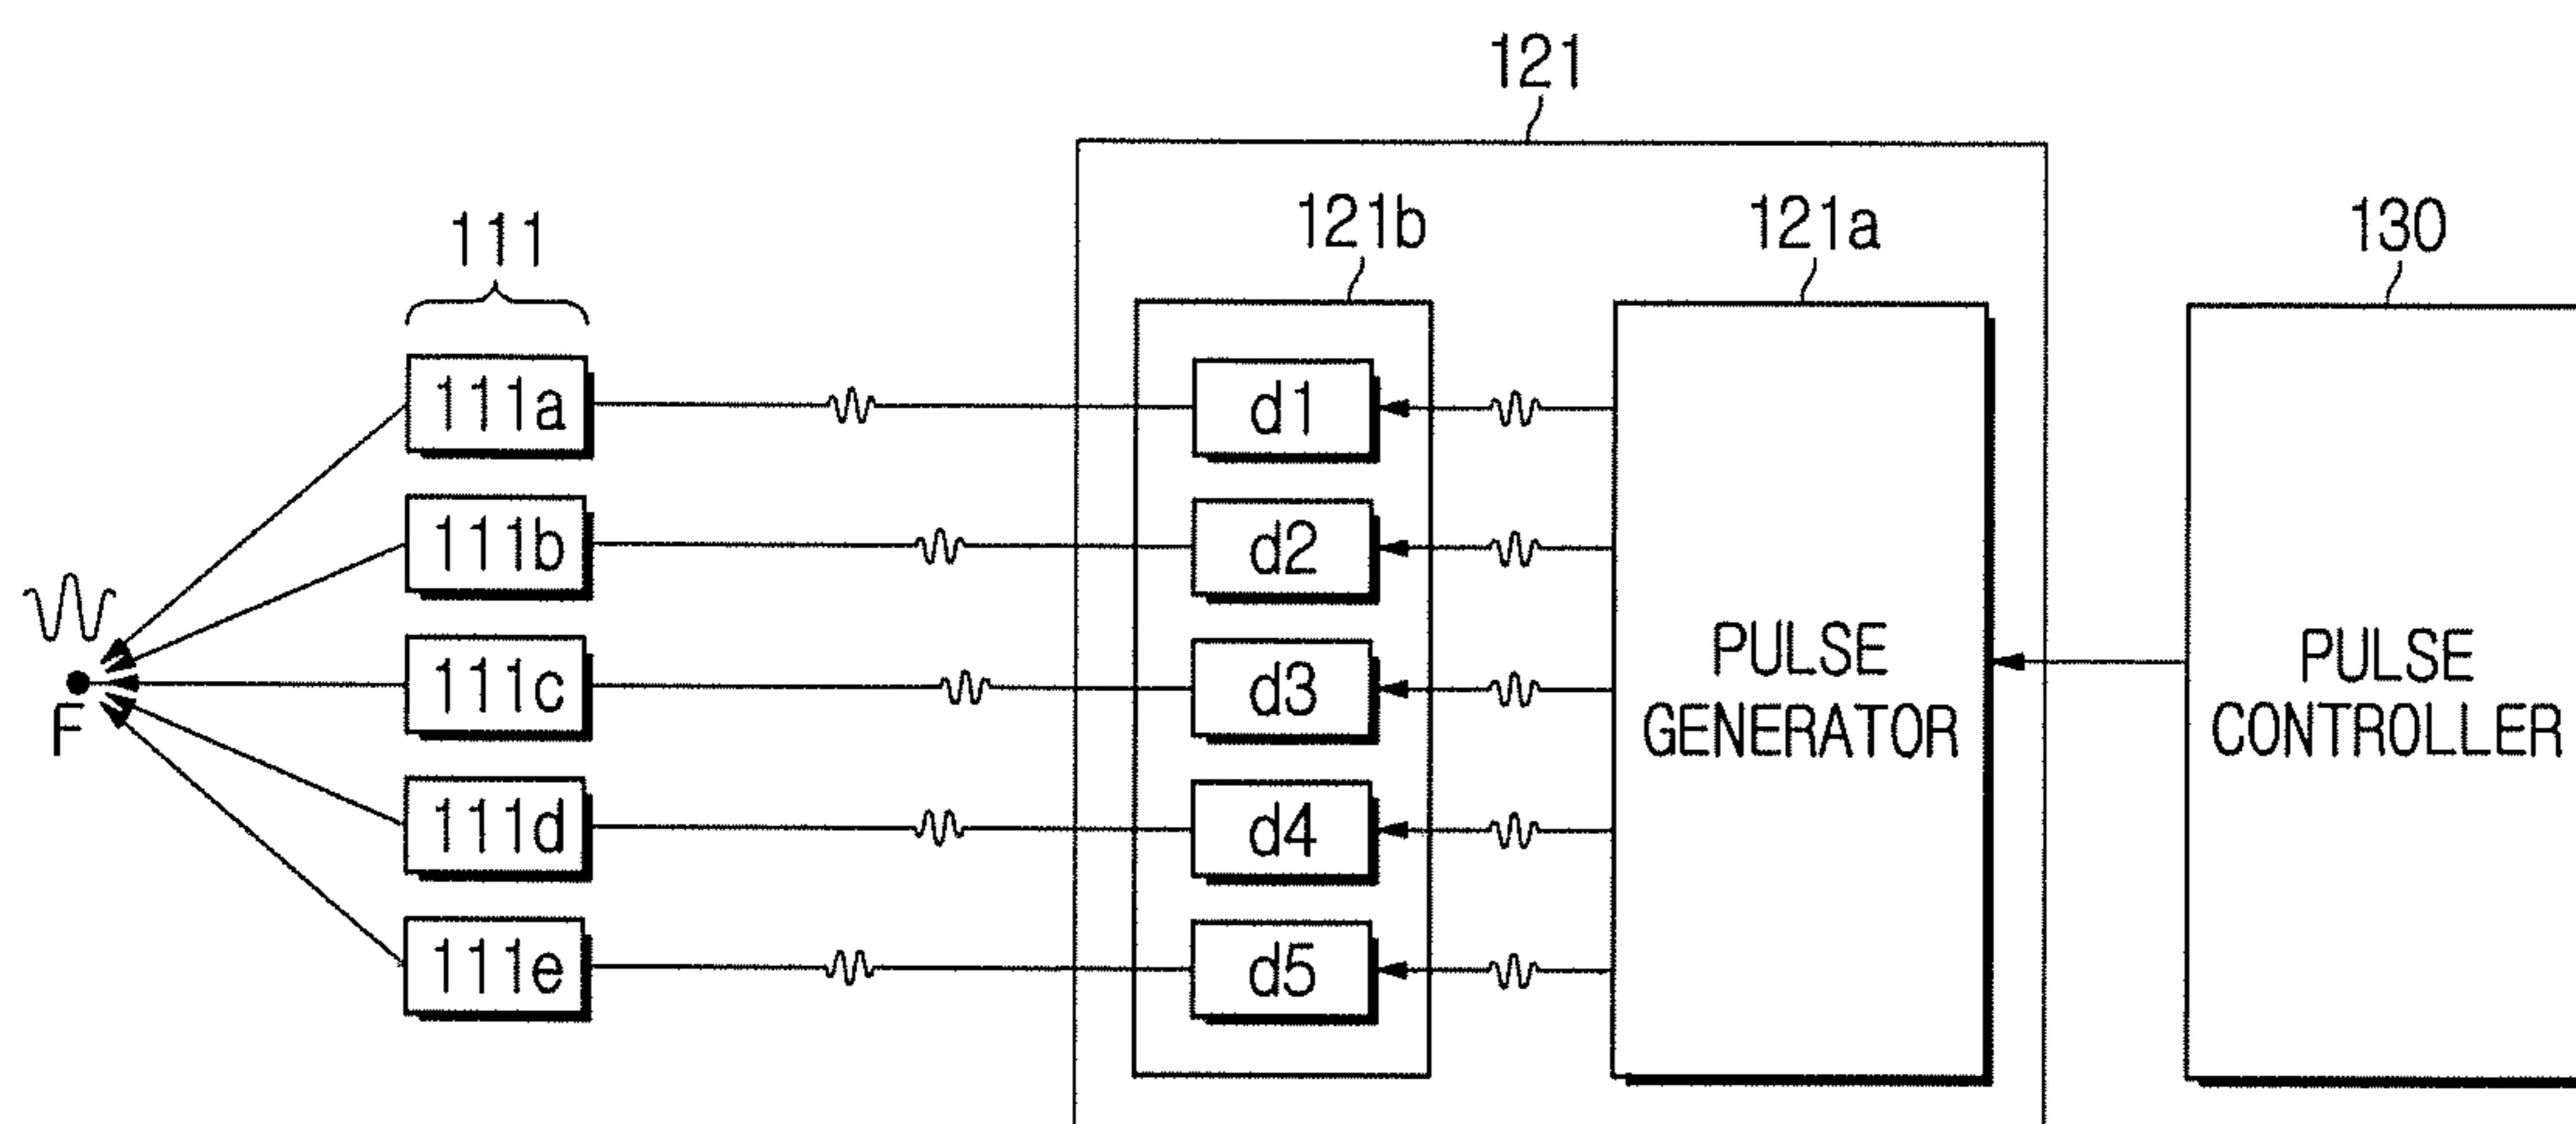 121
121b
121a
130
111
111a
d1
111b
d2
111c
d3
F
PULSE
GENERATOR
PULSE
CONTROLLER
111d
d4
111e
d5